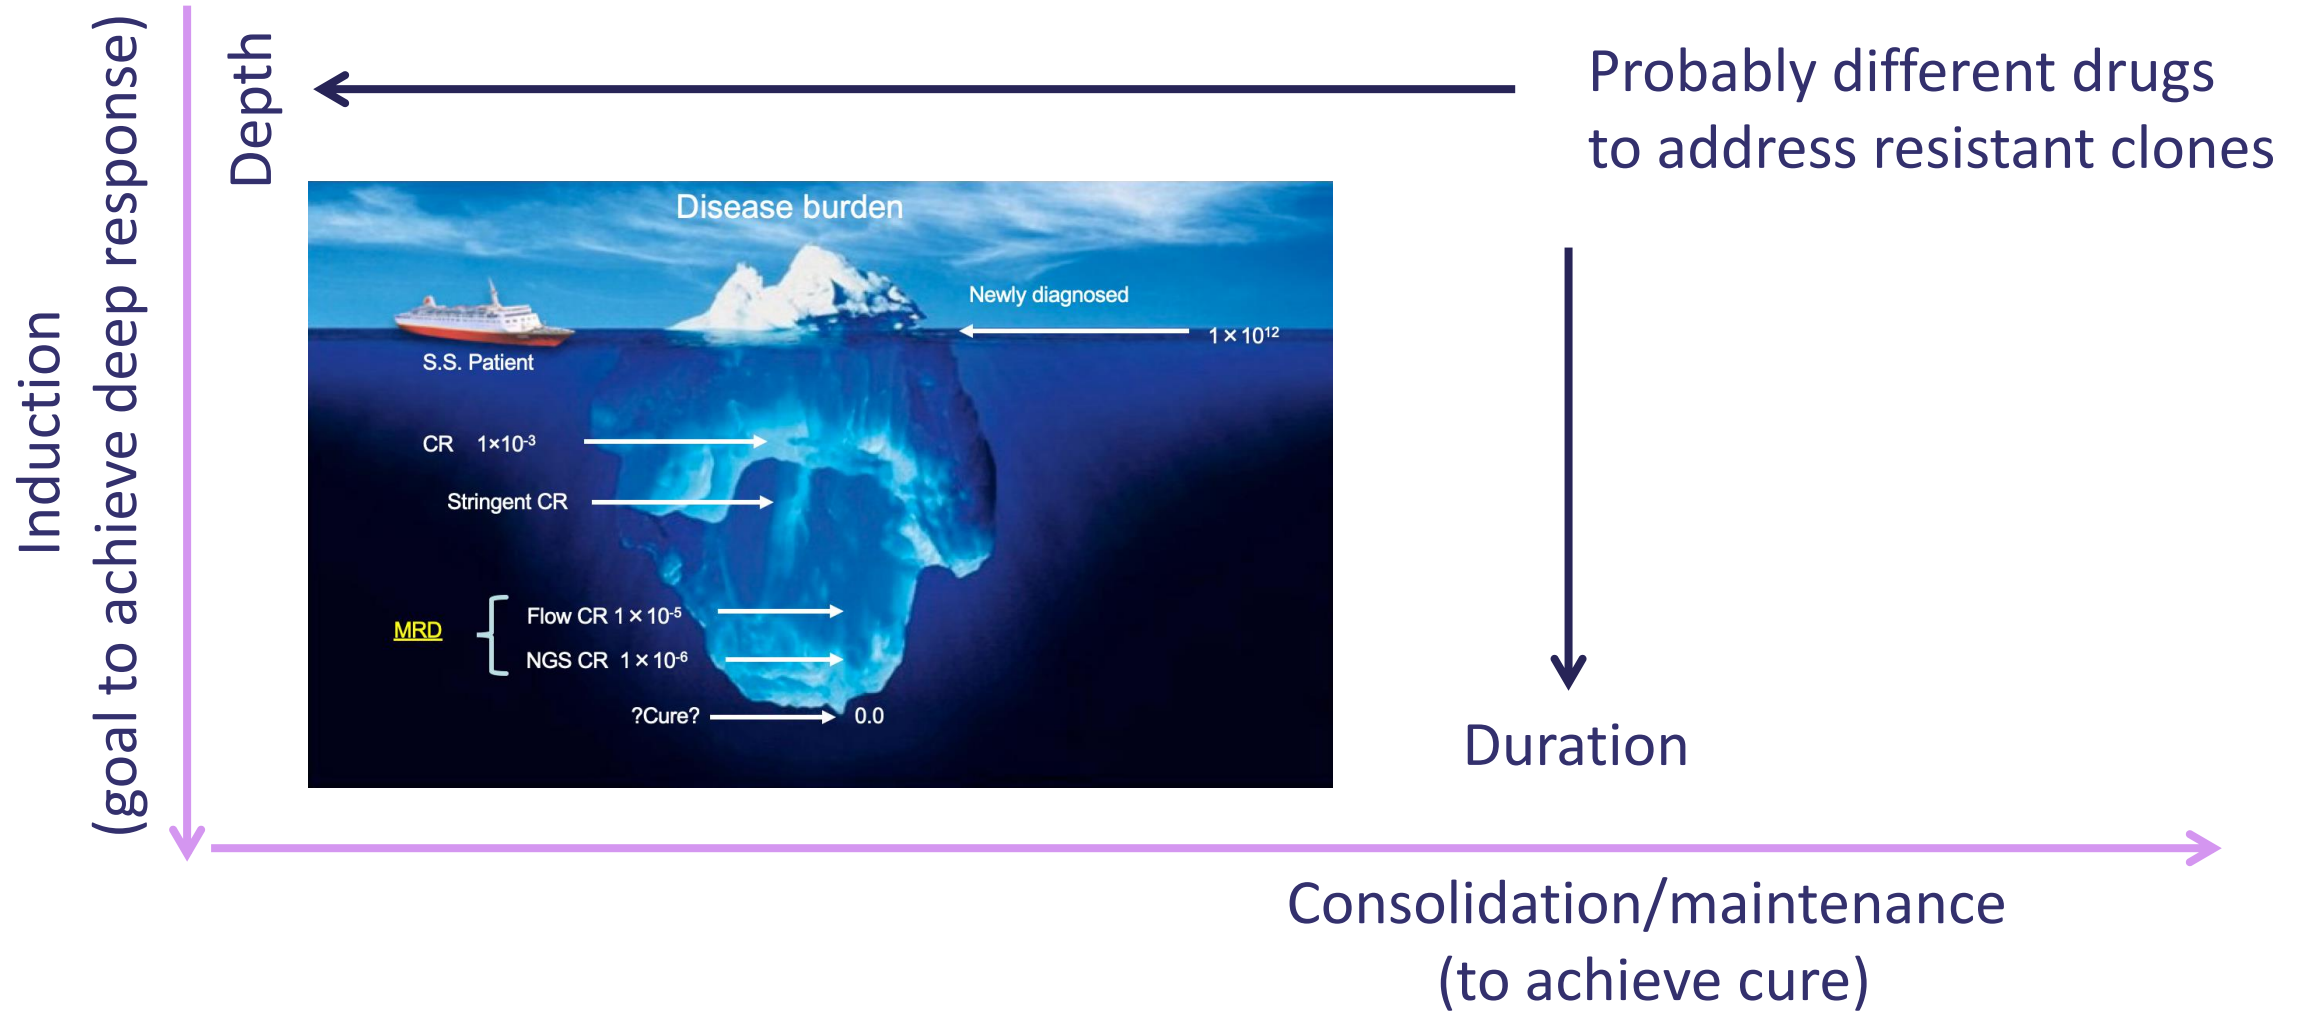 Induction
(goal to achieve deep response)
Depth
Probably different drugs
to address resistant clones
Disease burden
Newly diagnosed
1×10¹²
S.S. Patient
CR 1×10⁻³
Stringent CR
MRD
Flow CR 1×10⁻⁵
NGS CR 1×10⁻⁶
?Cure? 0.0
Duration
Consolidation/maintenance
(to achieve cure)